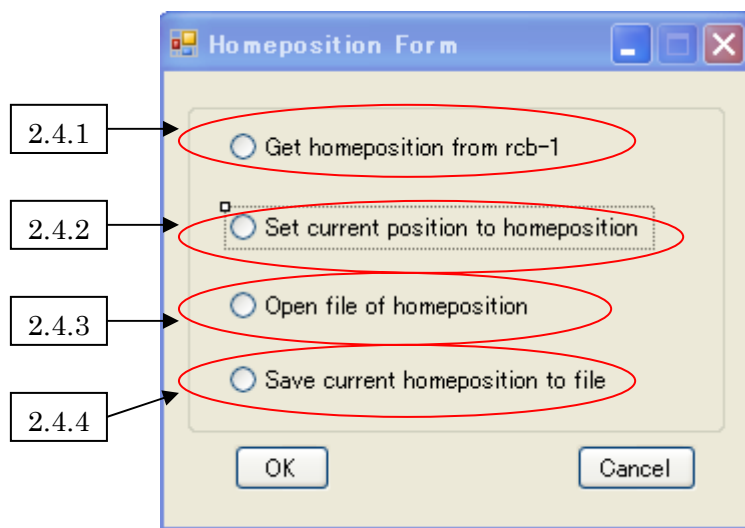 Homeposition Form
2.4.1
Get homeposition from rcb-1
2.4.2
Set current position to homeposition
2.4.3
Open file of homeposition
2.4.4
Save current homeposition to file
OK
Cancel